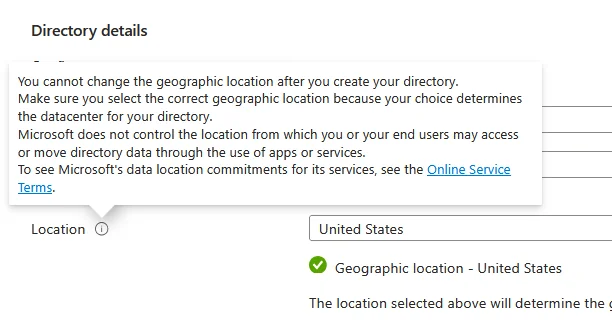 Directory details
You cannot change the geographic location after you create your directory.
Make sure you select the correct geographic location because your choice determines
the datacenter for your directory.
Microsoft does not control the location from which you or your end users may access
or move directory data through the use of apps or services.
To see Microsoft's data location commitments for its services, see the Online Service
Terms.
Location
United States
Geographic location - United States
The location selected above will determine the